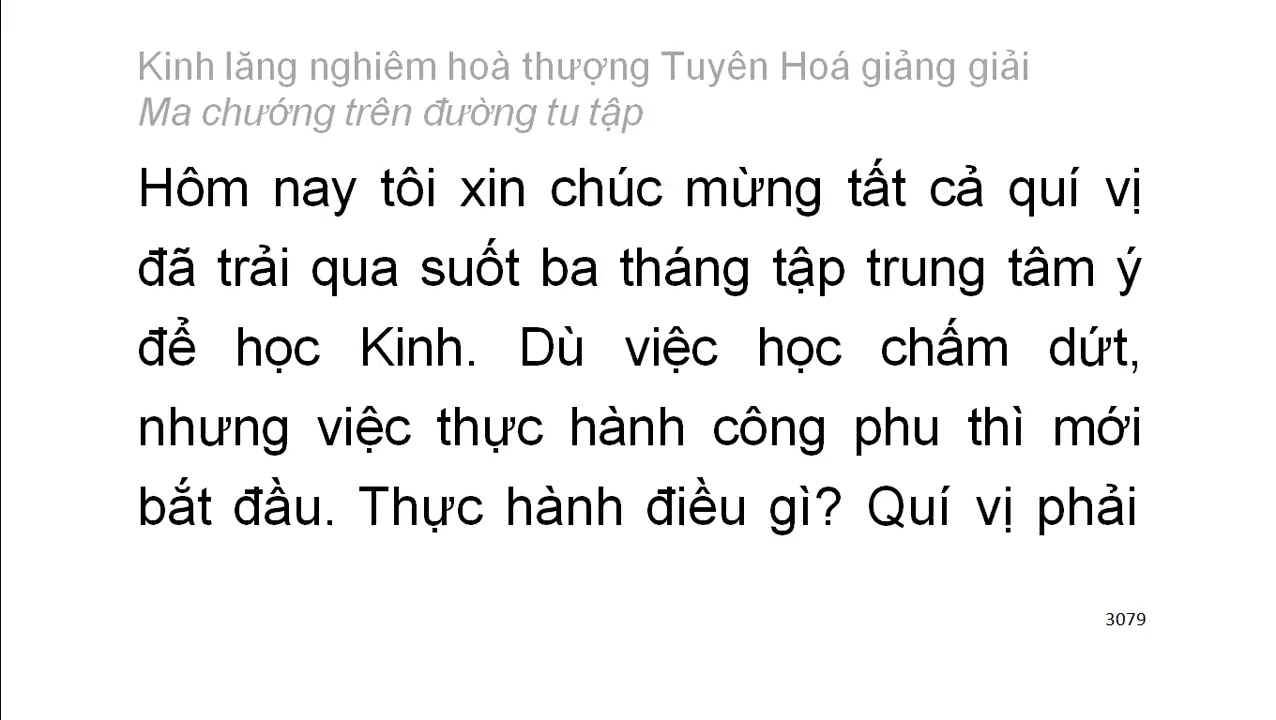 Kinh lăng nghiêm hoà thượng Tuyên Hoá giảng giải
Ma chướng trên đường tu tập
Hôm nay tôi xin chúc mừng tất cả quí vị
đã trải qua suốt ba tháng tập trung tâm ý
để học Kinh. Dù việc học chấm dứt,
nhưng việc thực hành công phu thì mới
bắt đầu. Thực hành điều gì? Quí vị phải
3079